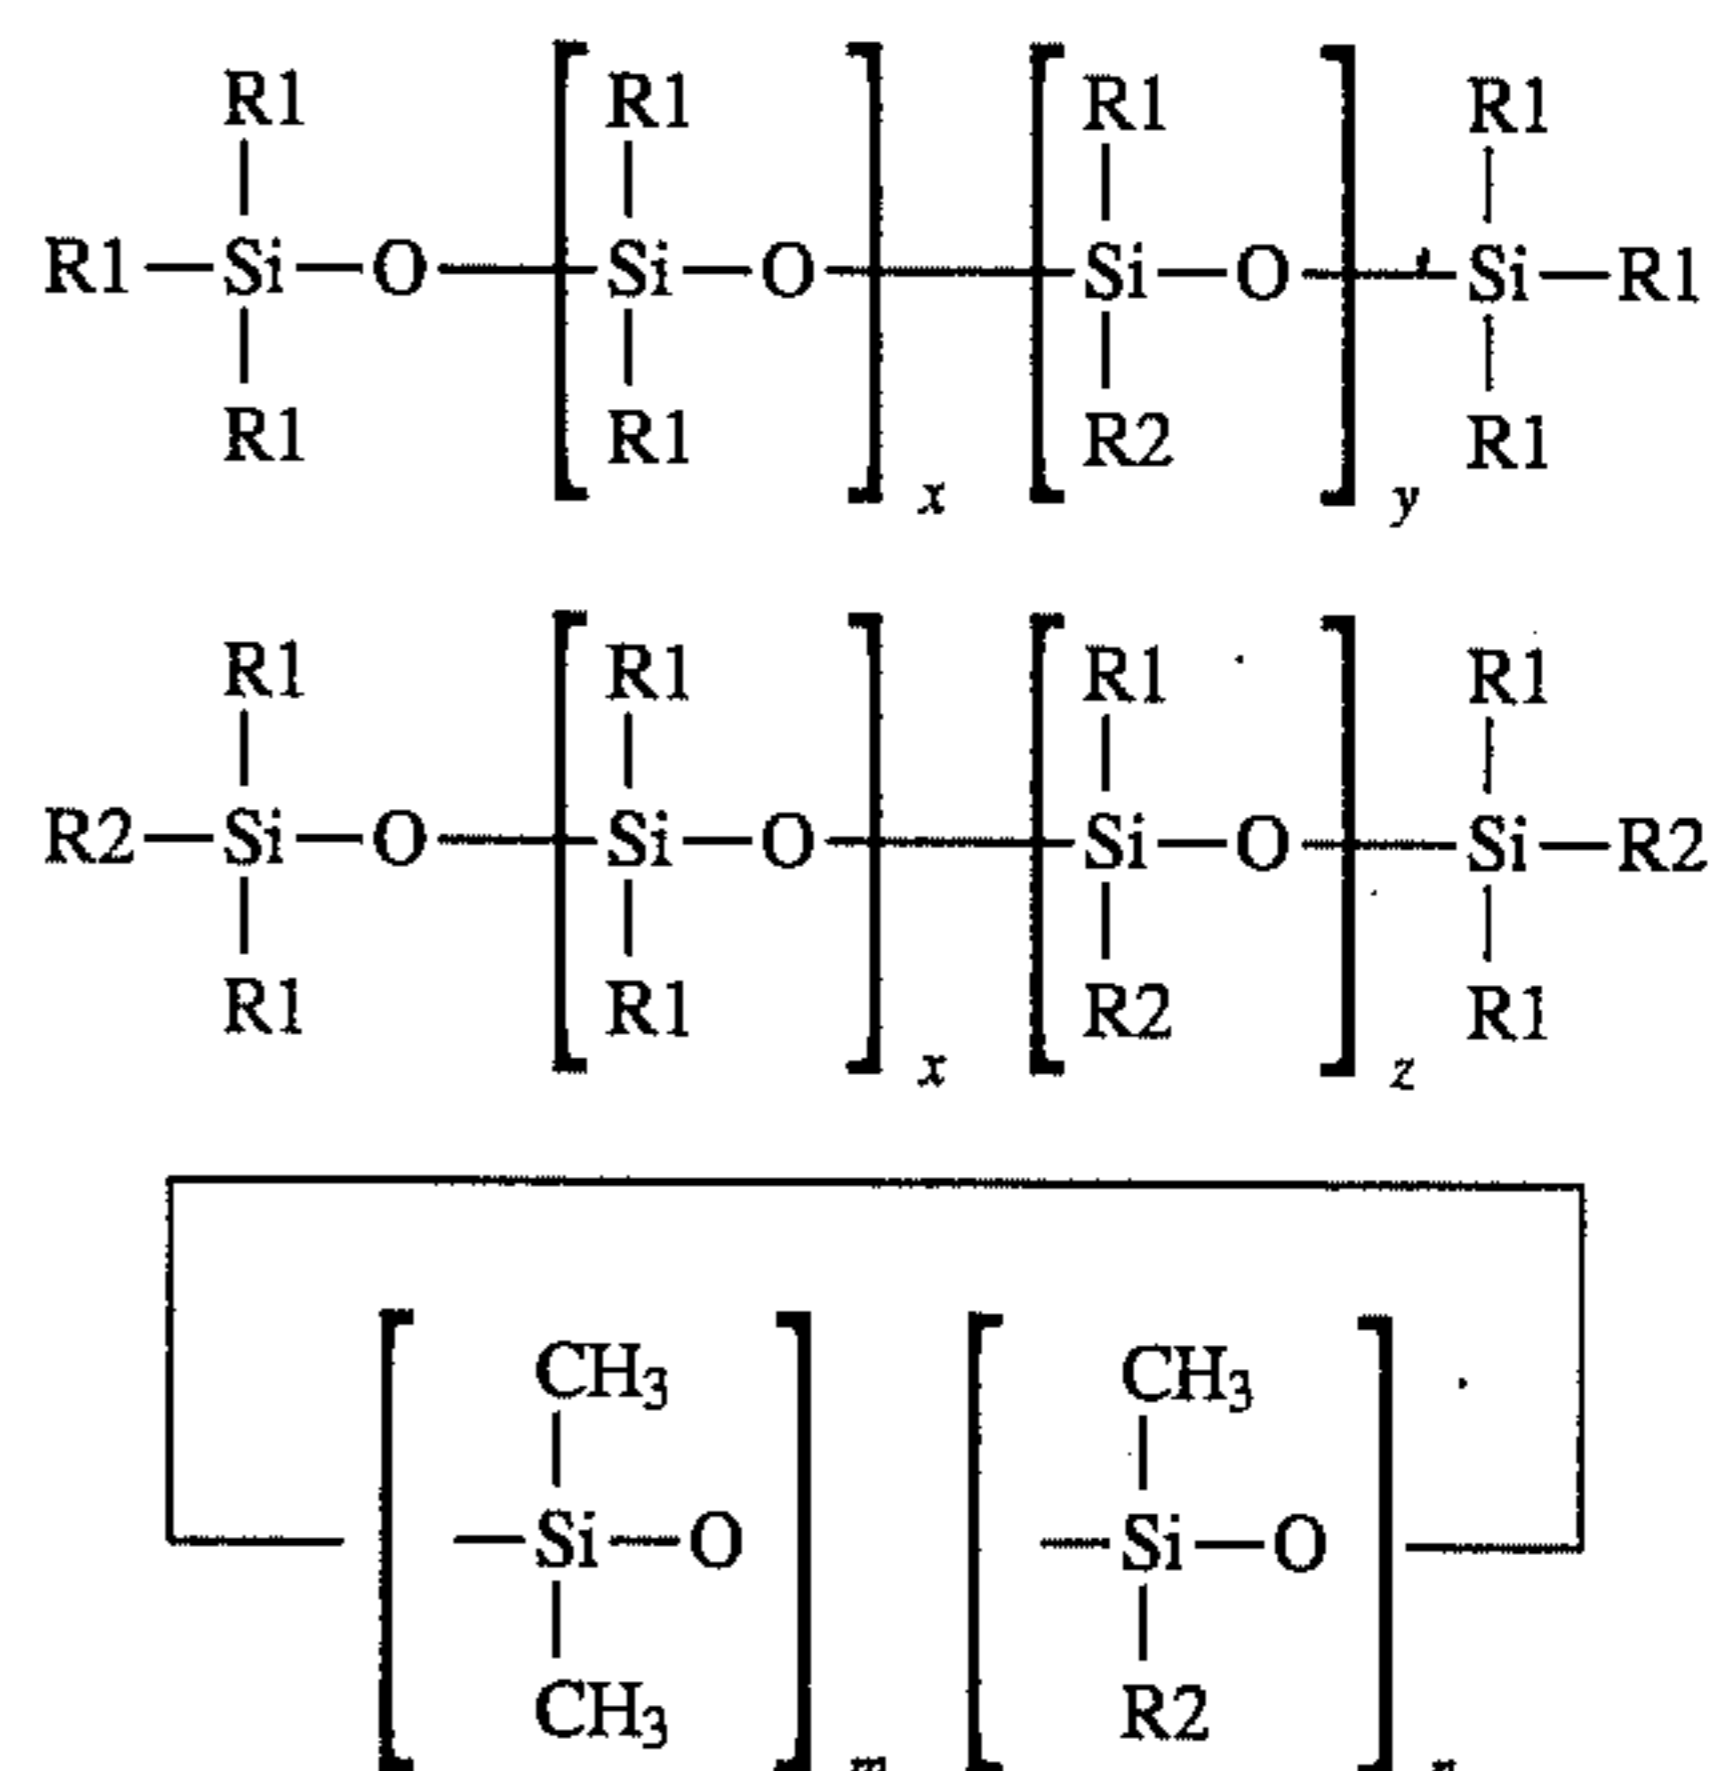 R1 R1 R1 R1
R1—Si—O—[Si—O]—[Si—O]—Si—R1
R1 R1 R2 R1
x y
R1 R1 R1 R1
R2—Si—O—[Si—O]—[Si—O]—Si—R2
R1 R1 R2 R1
x z
CH3 CH3
[—Si—O] [—Si—O]
CH3 R2